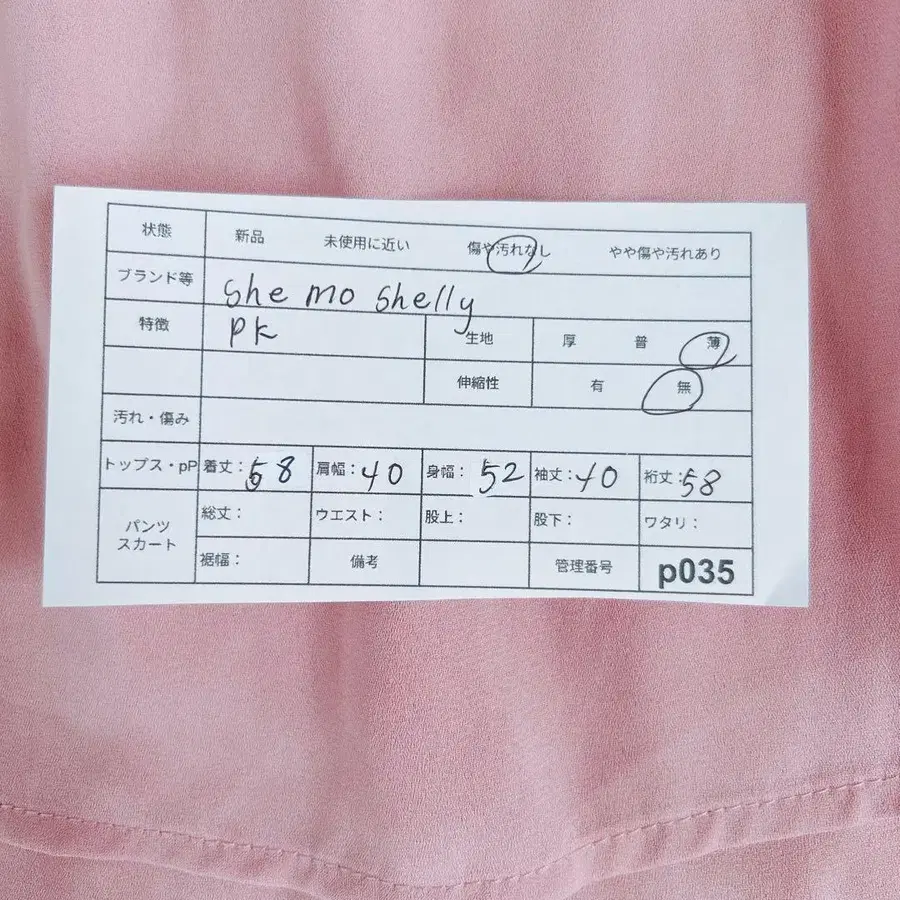 状態 新品 未使用に近い 傷や汚れなし やや傷や汚れあり
ブランド等 She mo Shelly
特徴 PK 生地 厚 普 薄
伸縮性 有 無
汚れ・傷み
トップス・pP 着丈：58 肩幅：40 身幅：52 袖丈：40 裄丈：58
パンツ スカート 総丈： ウエスト： 股上： 股下： ワタリ：
裾幅： 備考 管理番号 p035